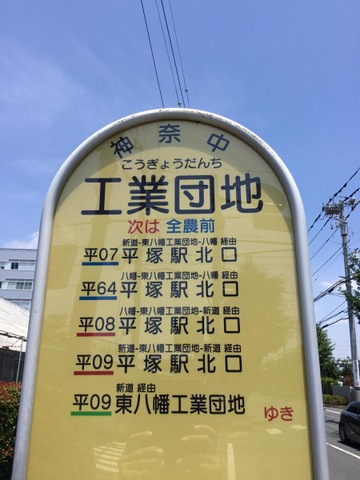 神奈中
こうぎょうだんち
工業団地
次は 全農前
新道-東八幡工業団地-八幡 経由
平07 平塚駅北口
八幡-東八幡工業団地-八幡 経由
平64 平塚駅北口
八幡-東八幡工業団地-新道 経由
平08 平塚駅北口
新道-東八幡工業団地-新道 経由
平09 平塚駅北口
新道 経由
平09 東八幡工業団地 ゆき